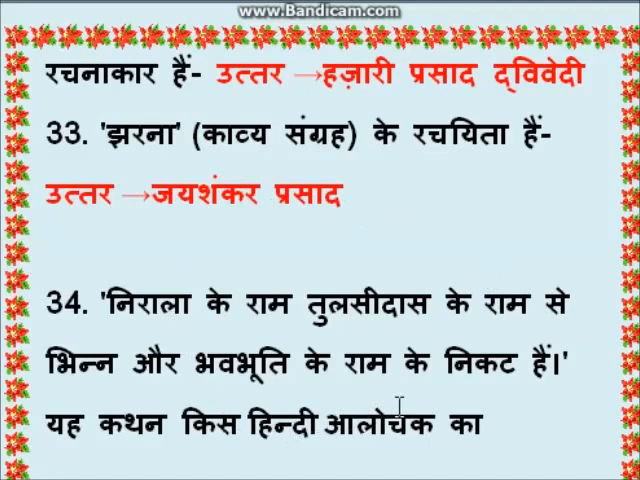 www.Bandicam.com
रचनाकार हैं- उत्तर →हज़ारी प्रसाद द्विवेदी
33. 'झरना' (काव्य संग्रह) के रचयिता हैं-
उत्तर →जयशंकर प्रसाद
34. 'निराला के राम तुलसीदास के राम से
भिन्न और भवभूति के राम के निकट हैं।'
यह कथन किस हिन्दी आलोचक का